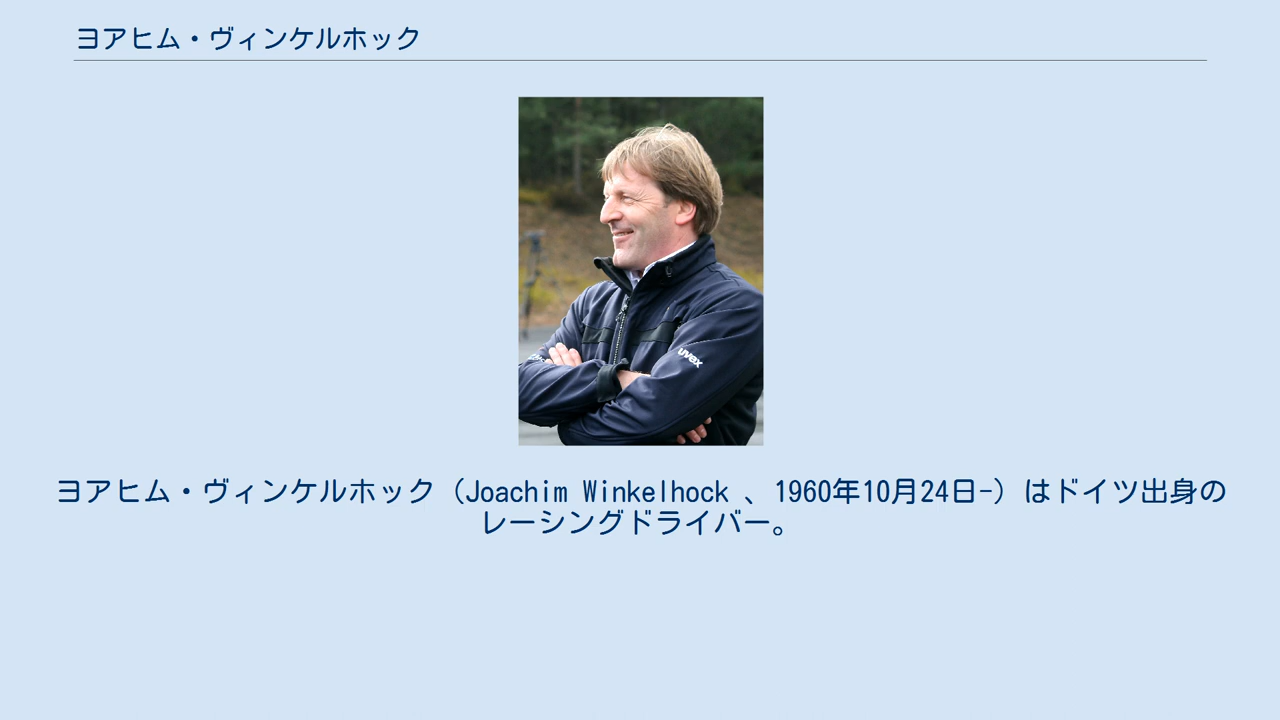 ヨアヒム・ヴィンケルホック
uvex
ヨアヒム・ヴィンケルホック（Joachim Winkelhock 、1960年10月24日-）はドイツ出身の
レーシングドライバー。